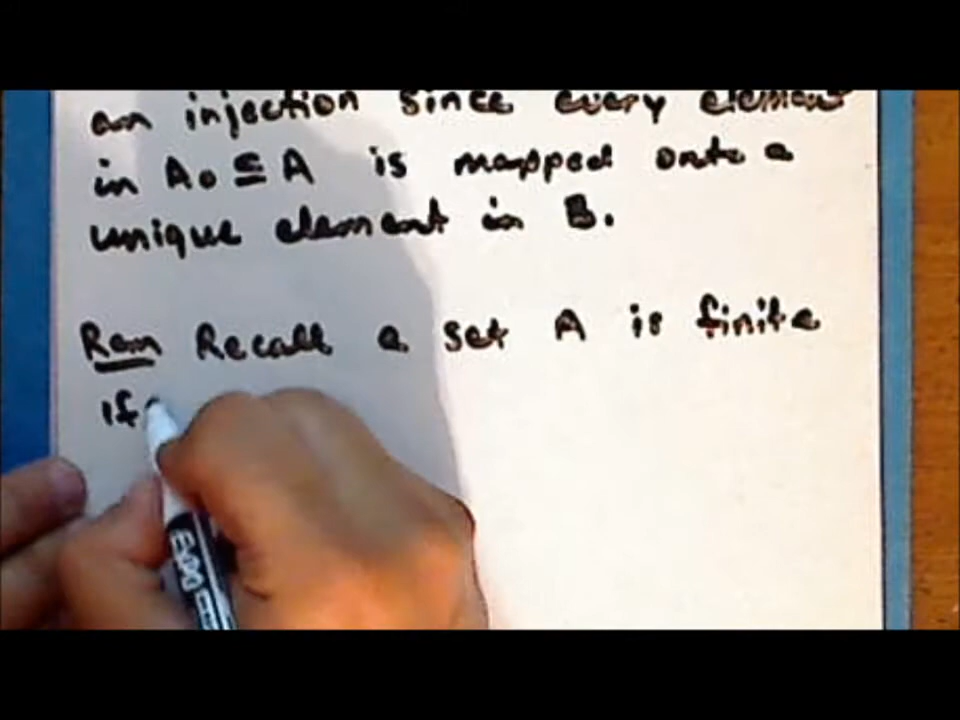 an injection since every element
in A₀ ⊆ A is mapped onto a
unique element in B.
Rem Recall a set A is finite
if
EXPO